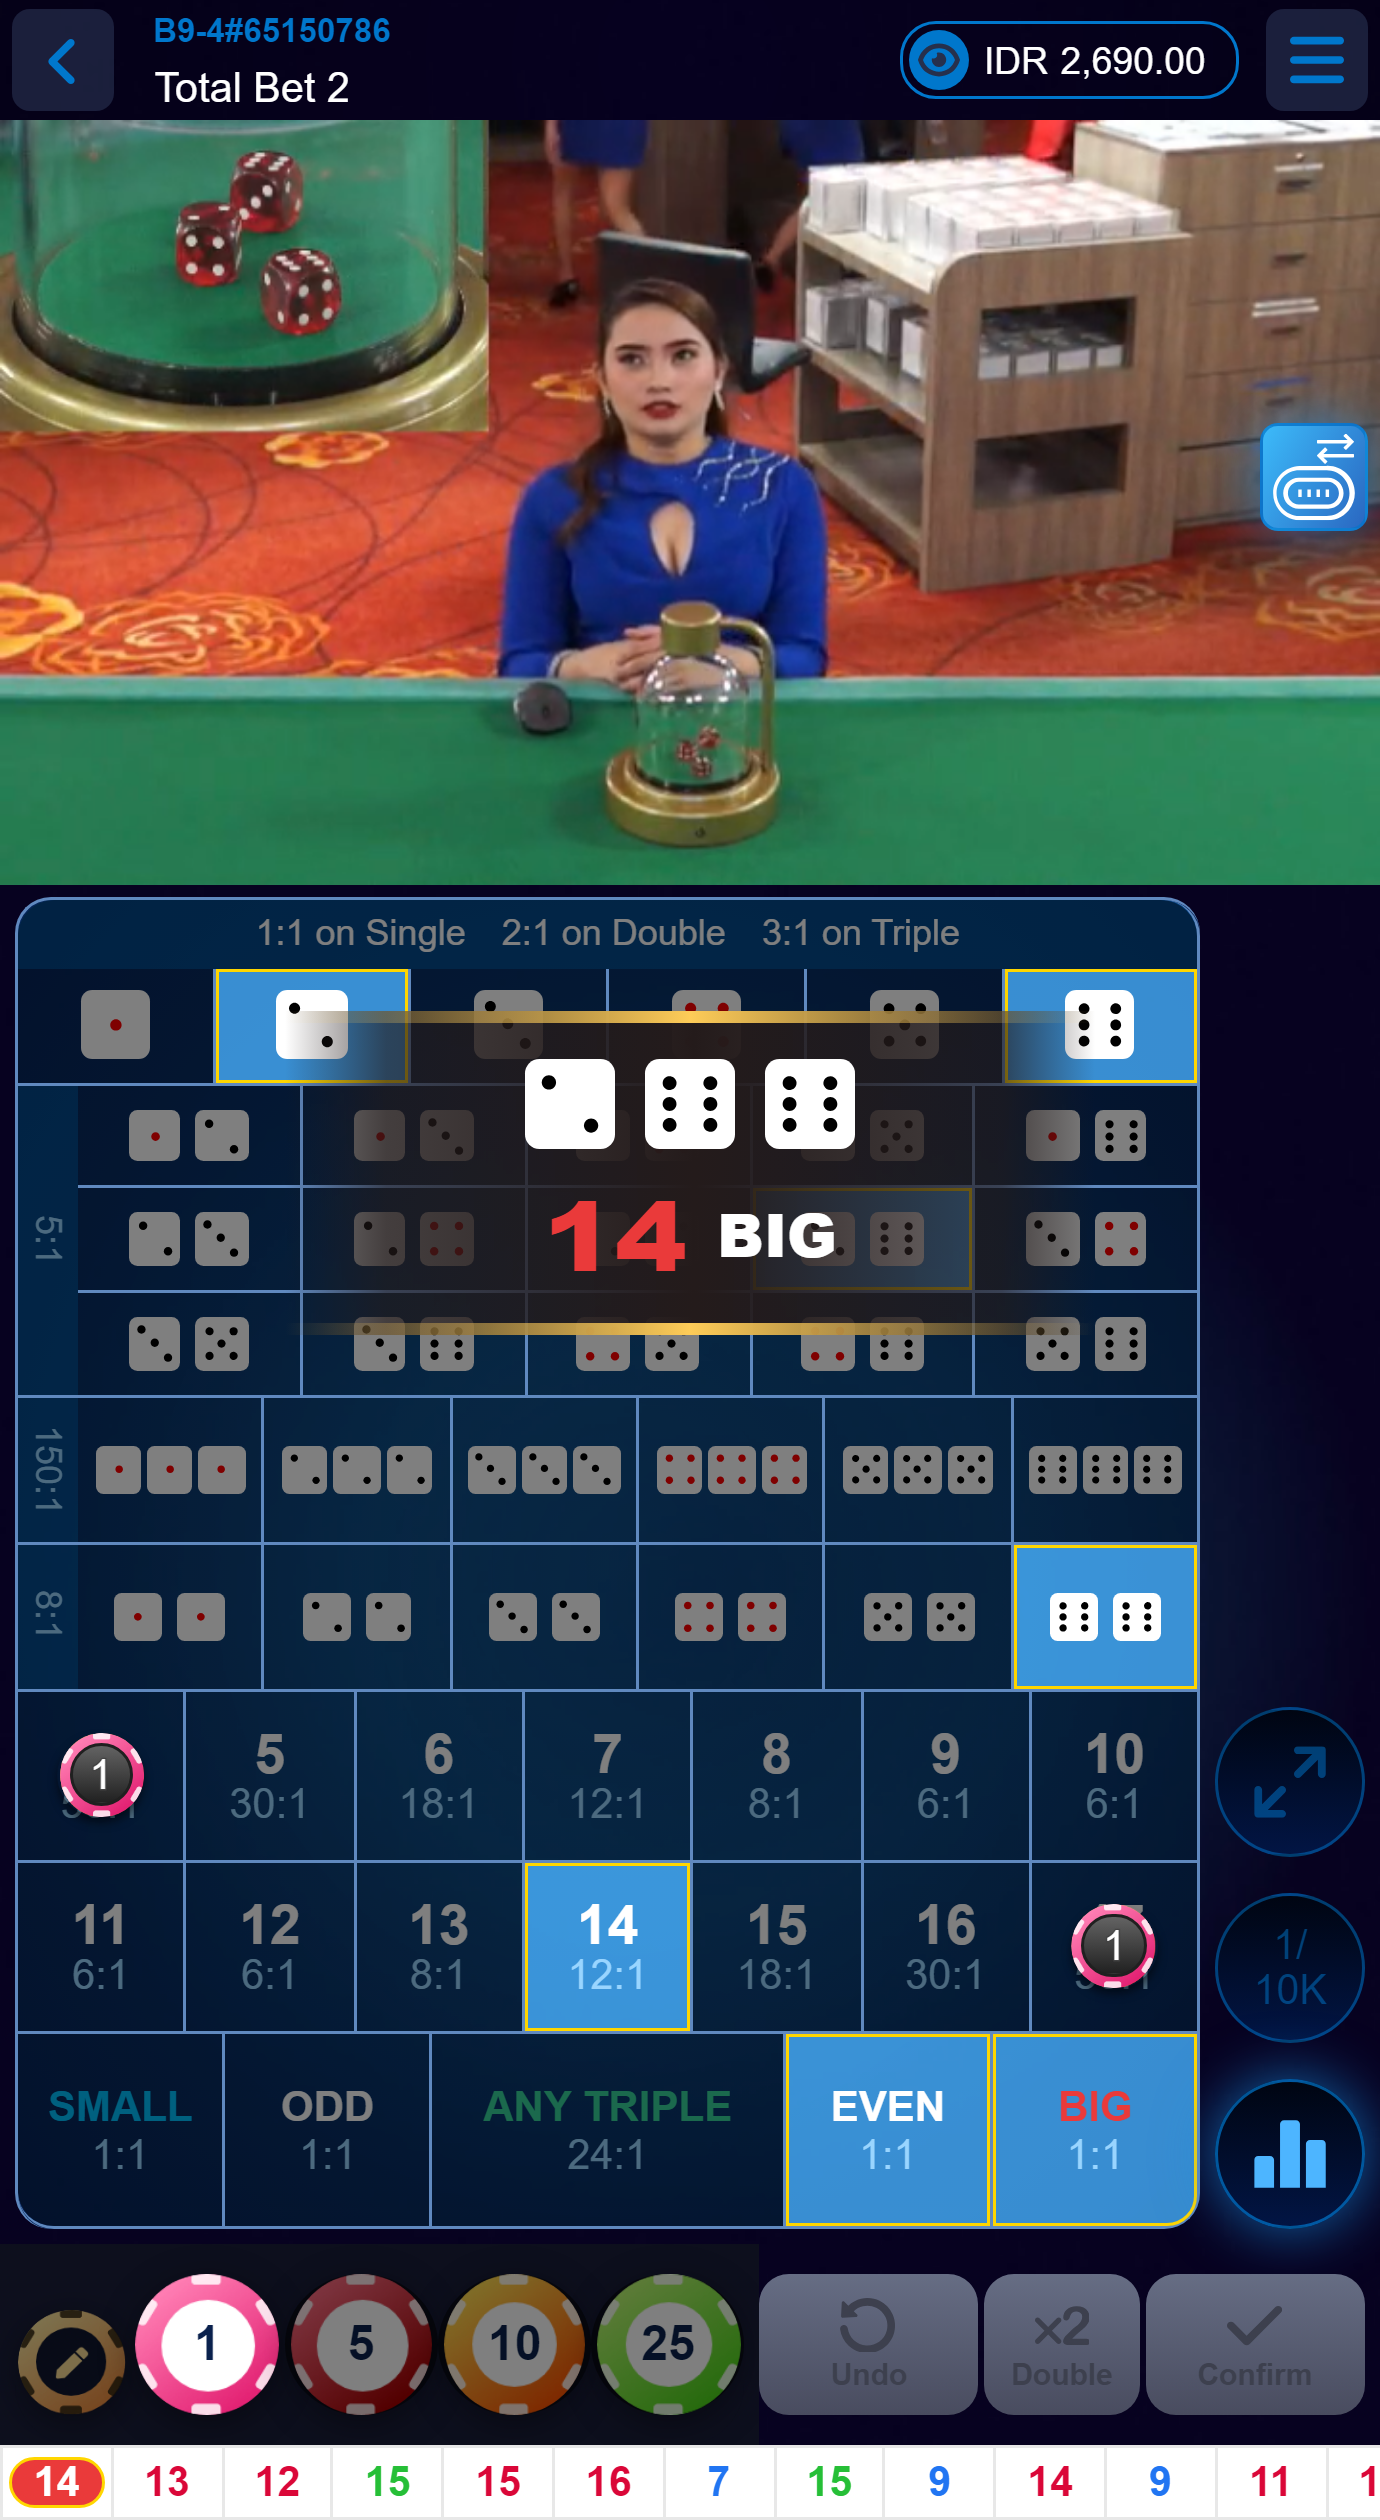 B9-4#65150786
Total Bet 2
IDR 2,690.00
1:1 on Single 2:1 on Double 3:1 on Triple
14 BIG
5:1
150:1
8:1
1 5 6 7 8 9 10
30:1 18:1 12:1 8:1 6:1 6:1
11 12 13 14 15 16 1
6:1 6:1 8:1 12:1 18:1 30:1
SMALL ODD ANY TRIPLE EVEN BIG
1:1 1:1 24:1 1:1 1:1
1/
10K
1 5 10 25
Undo Double Confirm
x2
14 13 12 15 15 16 7 15 9 14 9 11